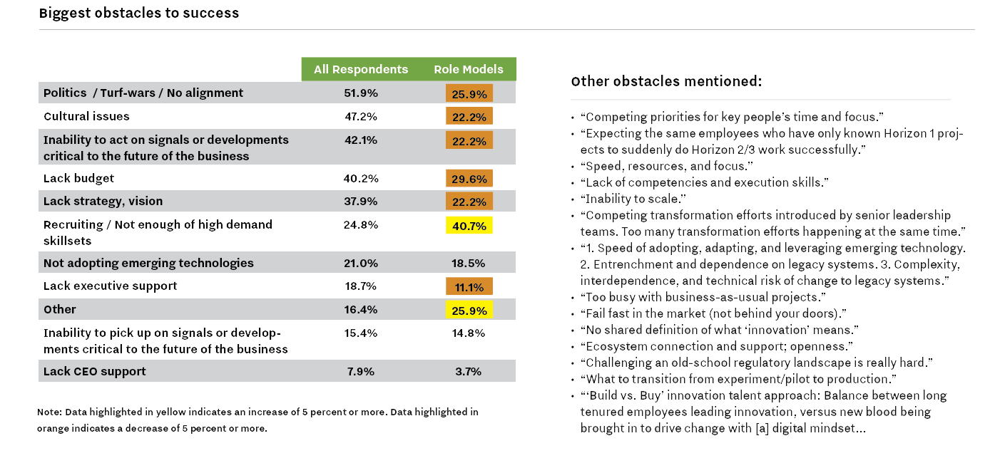 Biggest obstacles to success
All Respondents Role Models
Politics / Turf-wars / No alignment 51.9% 25.9%
Cultural issues 47.2% 22.2%
Inability to act on signals or developments 42.1% 22.2%
critical to the future of the business
Lack budget 40.2% 29.6%
Lack strategy, vision 37.9% 22.2%
Recruiting / Not enough of high demand 24.8% 40.7%
skillsets
Not adopting emerging technologies 21.0% 18.5%
Lack executive support 18.7% 11.1%
Other 16.4% 25.9%
Inability to pick up on signals or develop- 15.4% 14.8%
ments critical to the future of the business
Lack CEO support 7.9% 3.7%
Note: Data highlighted in yellow indicates an increase of 5 percent or more. Data highlighted in
orange indicates a decrease of 5 percent or more.
Other obstacles mentioned:
• “Competing priorities for key people’s time and focus.”
• “Expecting the same employees who have only known Horizon 1 proj-
ects to suddenly do Horizon 2/3 work successfully.”
• “Speed, resources, and focus.”
• “Lack of competencies and execution skills.”
• “Inability to scale.”
• “Competing transformation efforts introduced by senior leadership
teams. Too many transformation efforts happening at the same time.”
• “1. Speed of adopting, adapting, and leveraging emerging technology.
2. Entrenchment and dependence on legacy systems. 3. Complexity,
interdependence, and technical risk of change to legacy systems.”
• “Too busy with business-as-usual projects.”
• “Fail fast in the market (not behind your doors).”
• “No shared definition of what ‘innovation’ means.”
• “Ecosystem connection and support; openness.”
• “Challenging an old-school regulatory landscape is really hard.”
• “What to transition from experiment/pilot to production.”
• “‘Build vs. Buy’ innovation talent approach: Balance between long
tenured employees leading innovation, versus new blood being
brought in to drive change with [a] digital mindset...